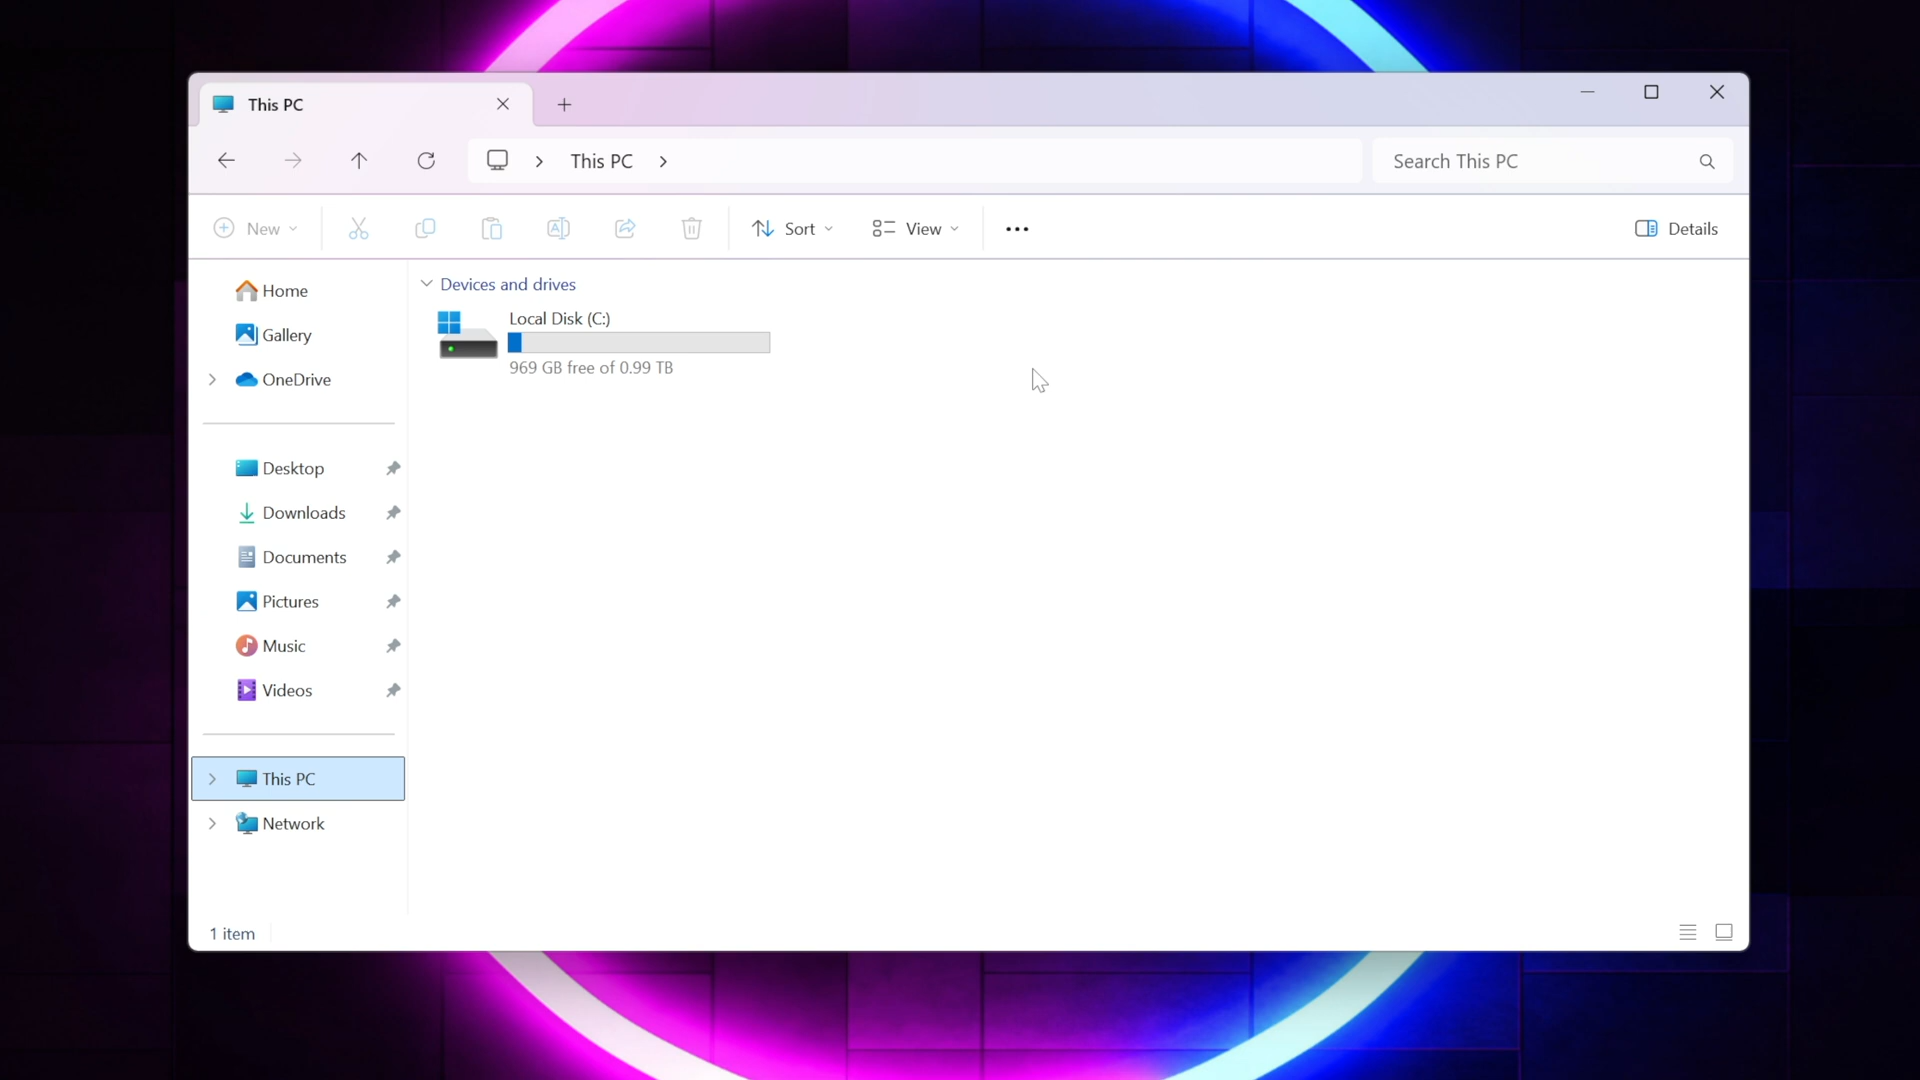 This PC
This PC
Search This PC
New
Sort
View
Details
Home
Gallery
OneDrive
Desktop
Downloads
Documents
Pictures
Music
Videos
This PC
Network
Devices and drives
Local Disk (C:)
969 GB free of 0.99 TB
1 item